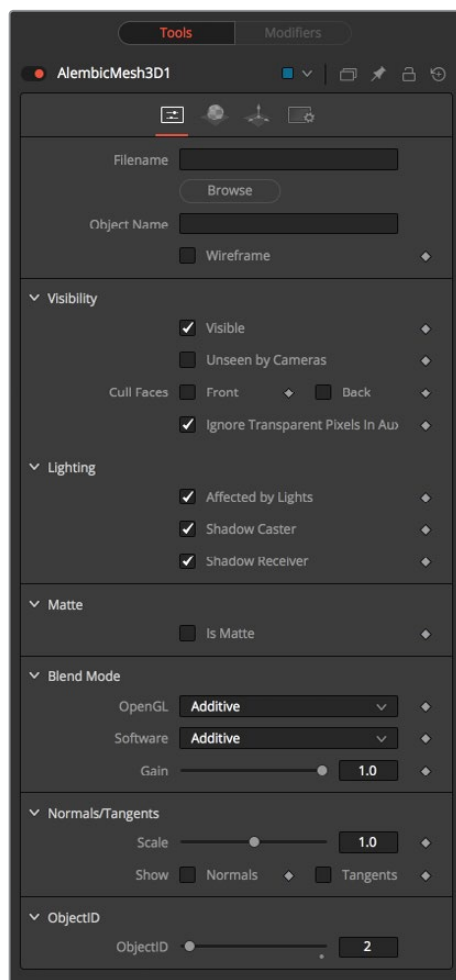 Tools Modifiers
AlembicMesh3D1
Filename
Browse
Object Name
Wireframe
Visibility
Visible
Unseen by Cameras
Cull Faces Front Back
Ignore Transparent Pixels In Aux
Lighting
Affected by Lights
Shadow Caster
Shadow Receiver
Matte
Is Matte
Blend Mode
OpenGL Additive
Software Additive
Gain 1.0
Normals/Tangents
Scale 1.0
Show Normals Tangents
ObjectID
ObjectID 2